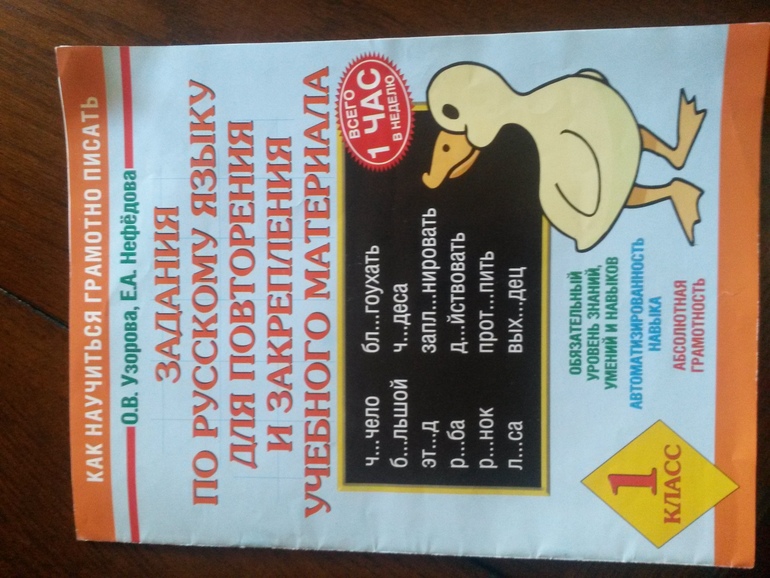 КАК НАУЧИТЬСЯ ГРАМОТНО ПИСАТЬ
О.В. Узорова, Е.А. Нефёдова
ЗАДАНИЯ
ПО РУССКОМУ ЯЗЫКУ
ДЛЯ ПОВТОРЕНИЯ
И ЗАКРЕПЛЕНИЯ
УЧЕБНОГО МАТЕРИАЛА
ВСЕГО
1 ЧАС
В НЕДЕЛЮ
ч...чело бл...гоухать
б...льшой ч...деса
эт...д запл...нировать
р...ба д...йствовать
р...нок прот...пить
л...са вых...дец
ОБЯЗАТЕЛЬНЫЙ
УРОВЕНЬ ЗНАНИЙ,
УМЕНИЙ И НАВЫКОВ
АВТОМАТИЗИРОВАННОСТЬ
НАВЫКА
АБСОЛЮТНАЯ
ГРАМОТНОСТЬ
1
КЛАСС